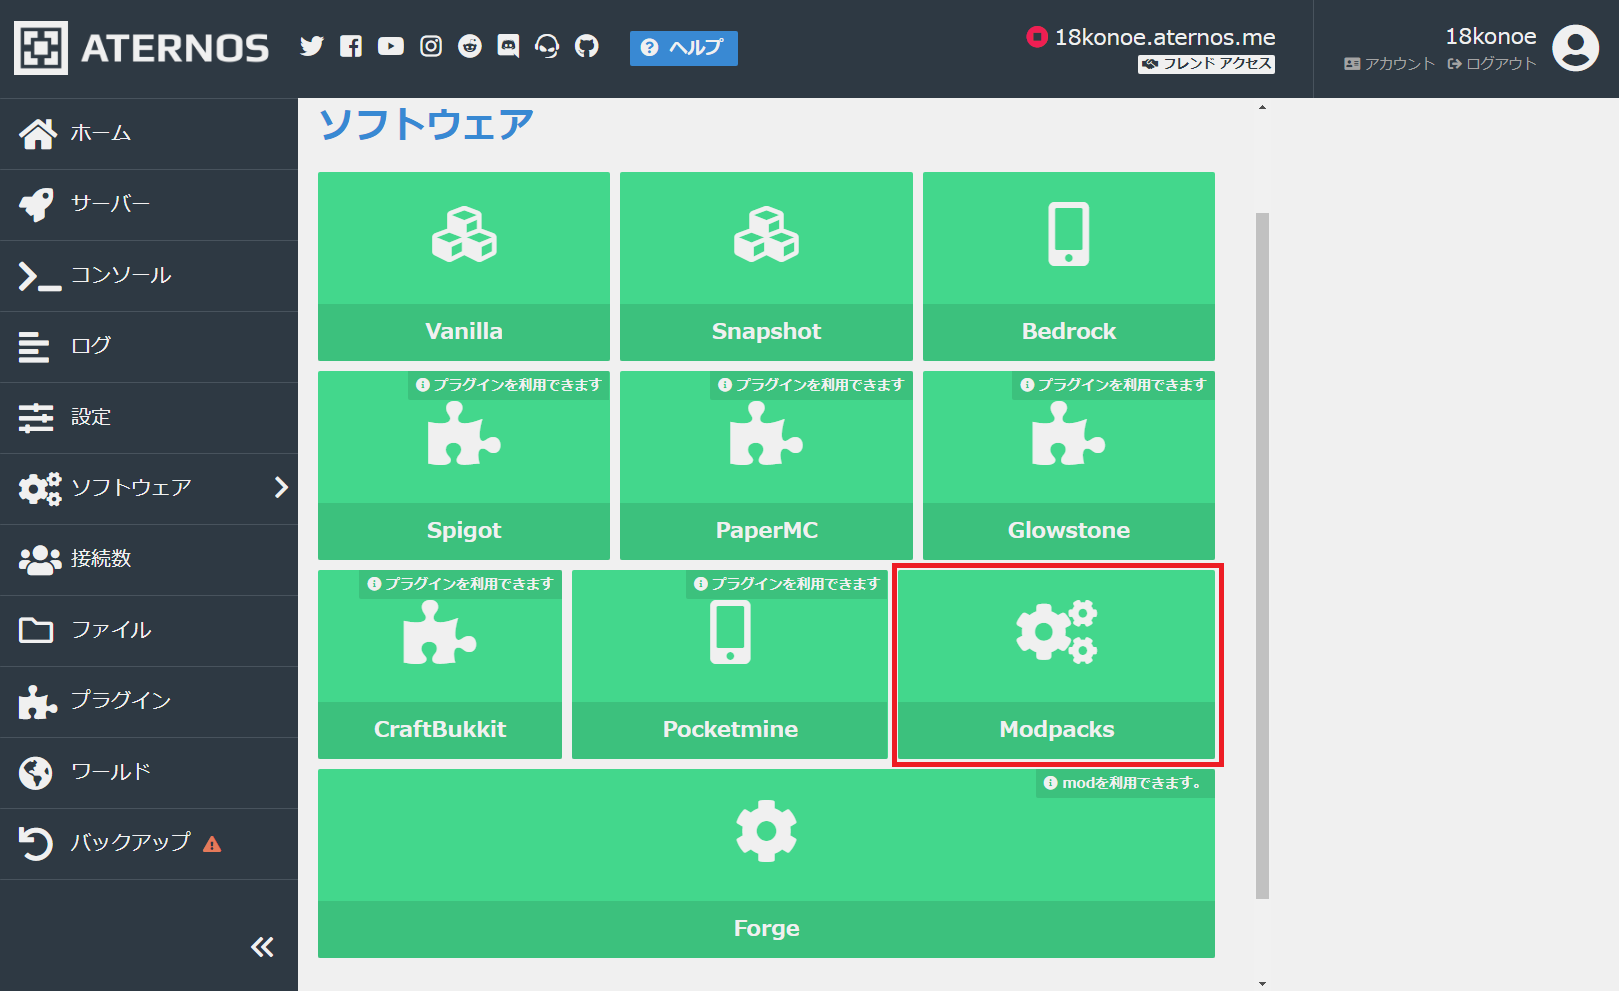 ATERNOS
ヘルプ
18konoe.aternos.me
フレンド アクセス
18konoe
アカウント
ログアウト
ホーム
サーバー
コンソール
ログ
設定
ソフトウェア
接続数
ファイル
プラグイン
ワールド
バックアップ
ソフトウェア
Vanilla
Snapshot
Bedrock
プラグインを利用できます
Spigot
プラグインを利用できます
PaperMC
プラグインを利用できます
Glowstone
プラグインを利用できます
CraftBukkit
プラグインを利用できます
Pocketmine
Modpacks
modを利用できます。
Forge